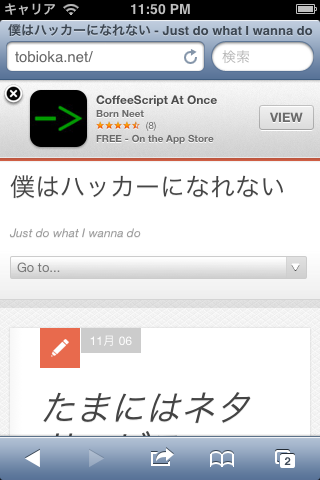 キャリア 11:50 PM
僕はハッカーになれない - Just do what I wanna do
tobioka.net/ 検索
CoffeeScript At Once
Born Neet
(8)
FREE - On the App Store
VIEW
僕はハッカーになれない
Just do what I wanna do
Go to...
11月 06
たまにはネタ
2